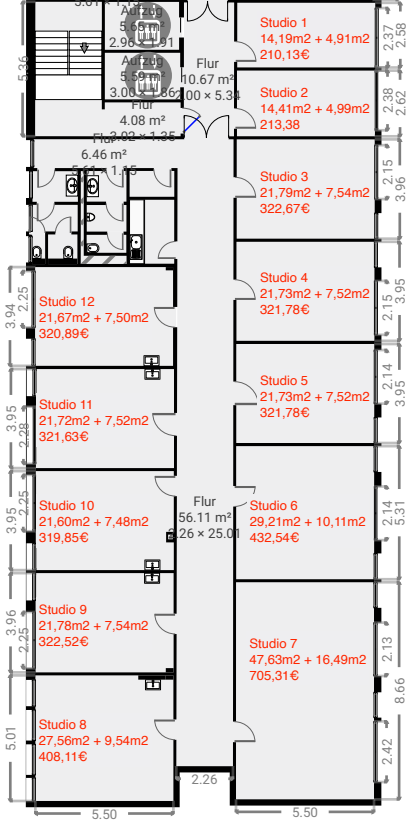 Aufzug
2.96 × 1.91
Aufzug
5.59 m²
3.00 × 1.86
Flur
4.08 m²
3.02 × 1.35
Flur
10.67 m²
2.00 × 5.34
Flur
6.46 m²
5.61 × 1.15
5.36
Studio 1
14,19m2 + 4,91m2
210,13€
2.37
2.58
Studio 2
14,41m2 + 4,99m2
213,38
2.38
2.62
Studio 3
21,79m2 + 7,54m2
322,67€
2.15
3.96
Studio 4
21,73m2 + 7,52m2
321,78€
2.15
3.95
Studio 5
21,73m2 + 7,52m2
321,78€
2.14
3.95
Studio 6
29,21m2 + 10,11m2
432,54€
2.14
5.31
Studio 7
47,63m2 + 16,49m2
705,31€
2.13
8.66
2.42
Flur
56.11 m²
2.26 × 25.01
Studio 12
21,67m2 + 7,50m2
320,89€
3.94
2.25
Studio 11
21,72m2 + 7,52m2
321,63€
3.95
2.28
Studio 10
21,60m2 + 7,48m2
319,85€
3.95
2.25
Studio 9
21,78m2 + 7,54m2
322,52€
3.96
2.25
Studio 8
27,56m2 + 9,54m2
408,11€
5.01
2.26
5.50
5.50